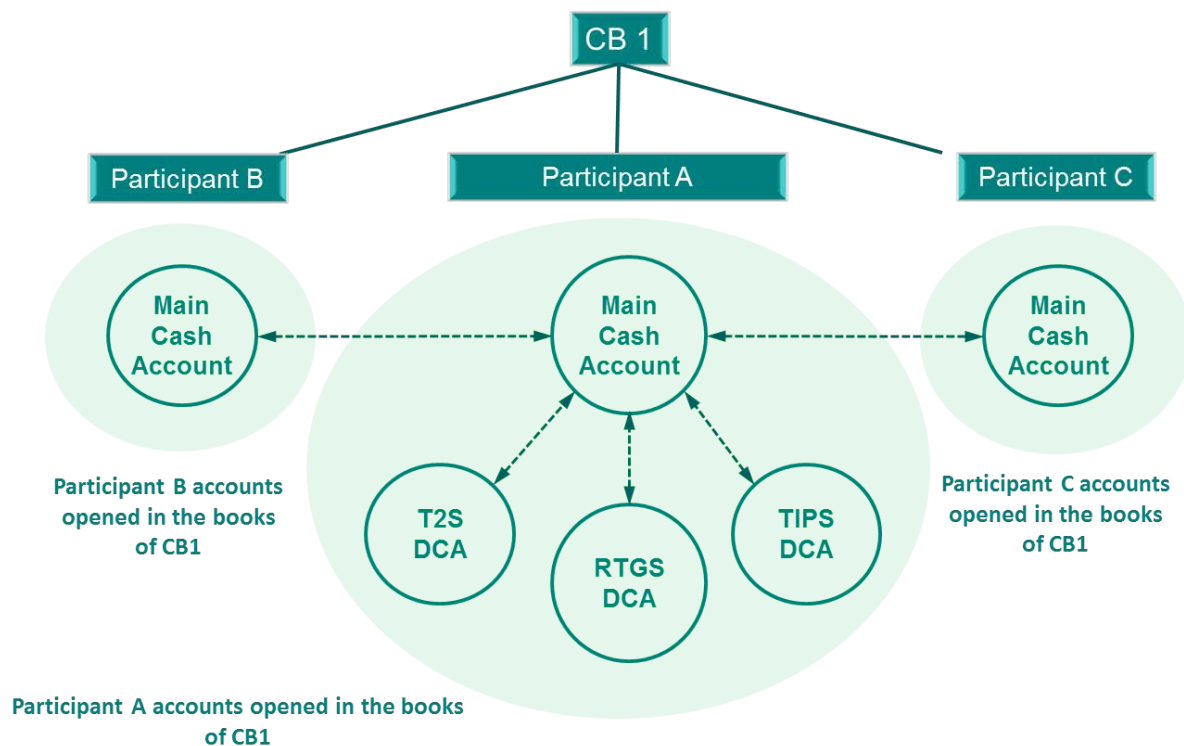 CB 1
Participant B
Participant A
Participant C
Main
Cash
Account
Main
Cash
Account
Main
Cash
Account
T2S
DCA
RTGS
DCA
TIPS
DCA
Participant B accounts
opened in the books
of CB1
Participant C accounts
opened in the books
of CB1
Participant A accounts opened in the books
of CB1